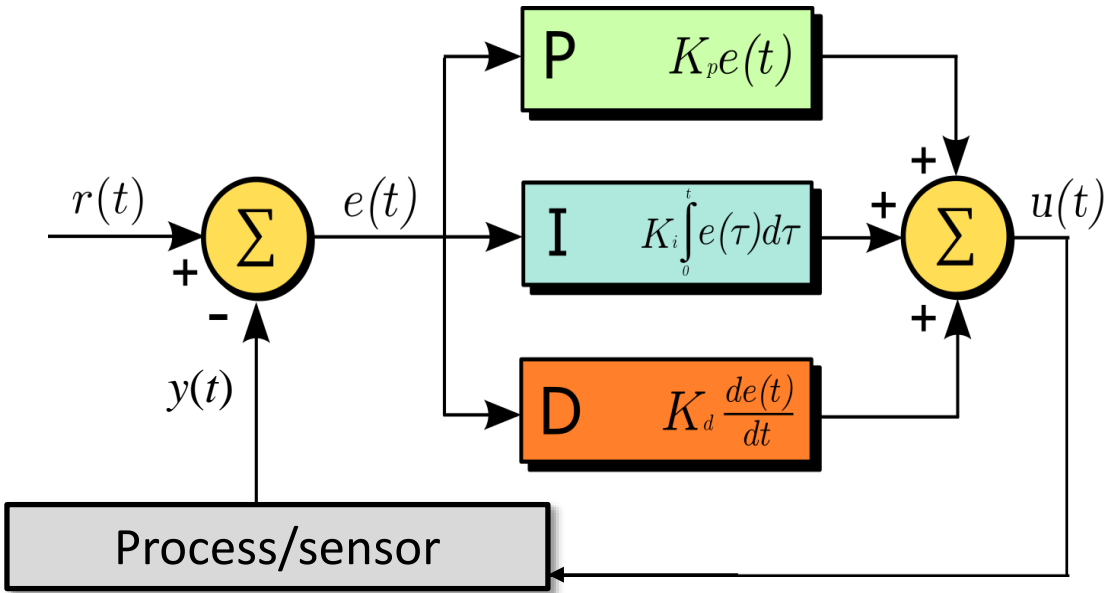 P K_p e(t)
r(t)
+
-
Σ
e(t)
I K_i ∫_0^t e(τ)dτ
+
+
+
Σ
u(t)
y(t)
D K_d de(t)/dt
Process/sensor